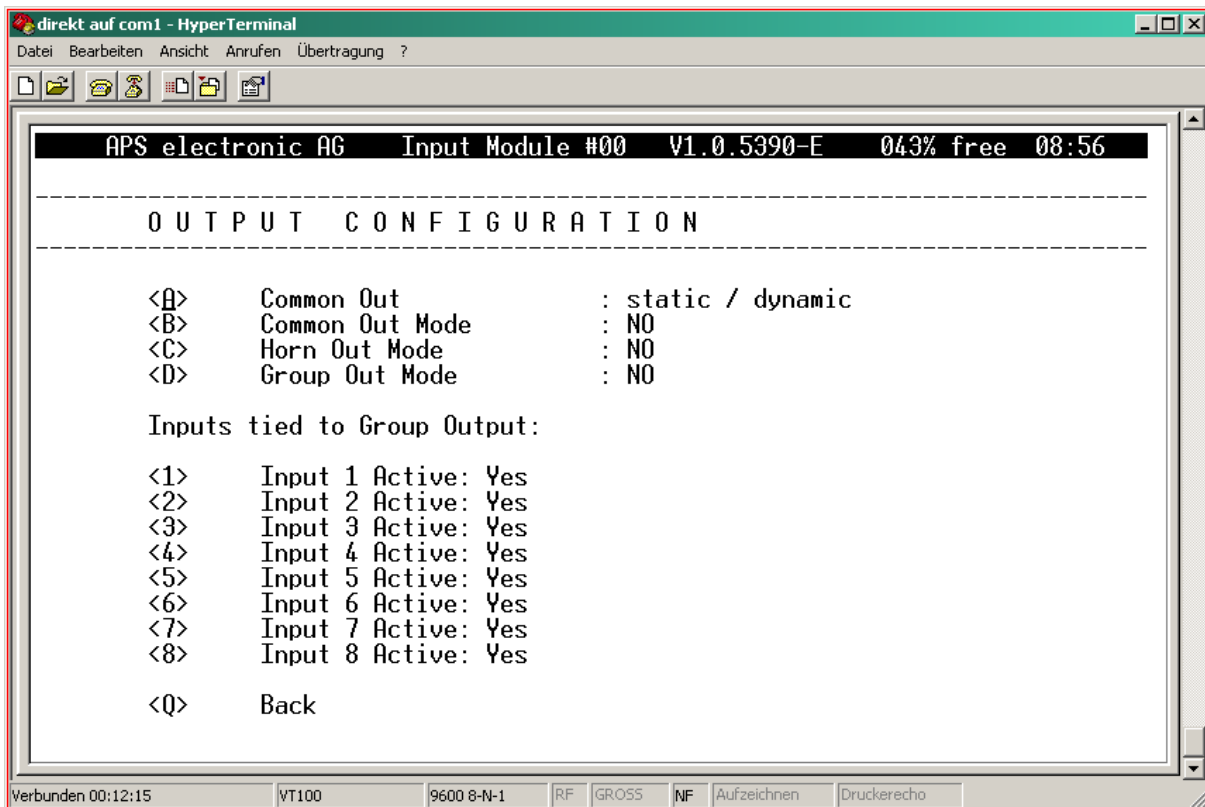 direkt auf com1 - HyperTerminal
Datei Bearbeiten Ansicht Anrufen Übertragung ?
APS electronic AG Input Module #00 V1.0.5390-E 043% free 08:56
O U T P U T C O N F I G U R A T I O N
<A> Common Out : static / dynamic
<B> Common Out Mode : NO
<C> Horn Out Mode : NO
<D> Group Out Mode : NO
Inputs tied to Group Output:
<1> Input 1 Active: Yes
<2> Input 2 Active: Yes
<3> Input 3 Active: Yes
<4> Input 4 Active: Yes
<5> Input 5 Active: Yes
<6> Input 6 Active: Yes
<7> Input 7 Active: Yes
<8> Input 8 Active: Yes
<Q> Back
Verbunden 00:12:15 VT100 9600 8-N-1 RF GROSS NF Aufzeichnen Druckerecho